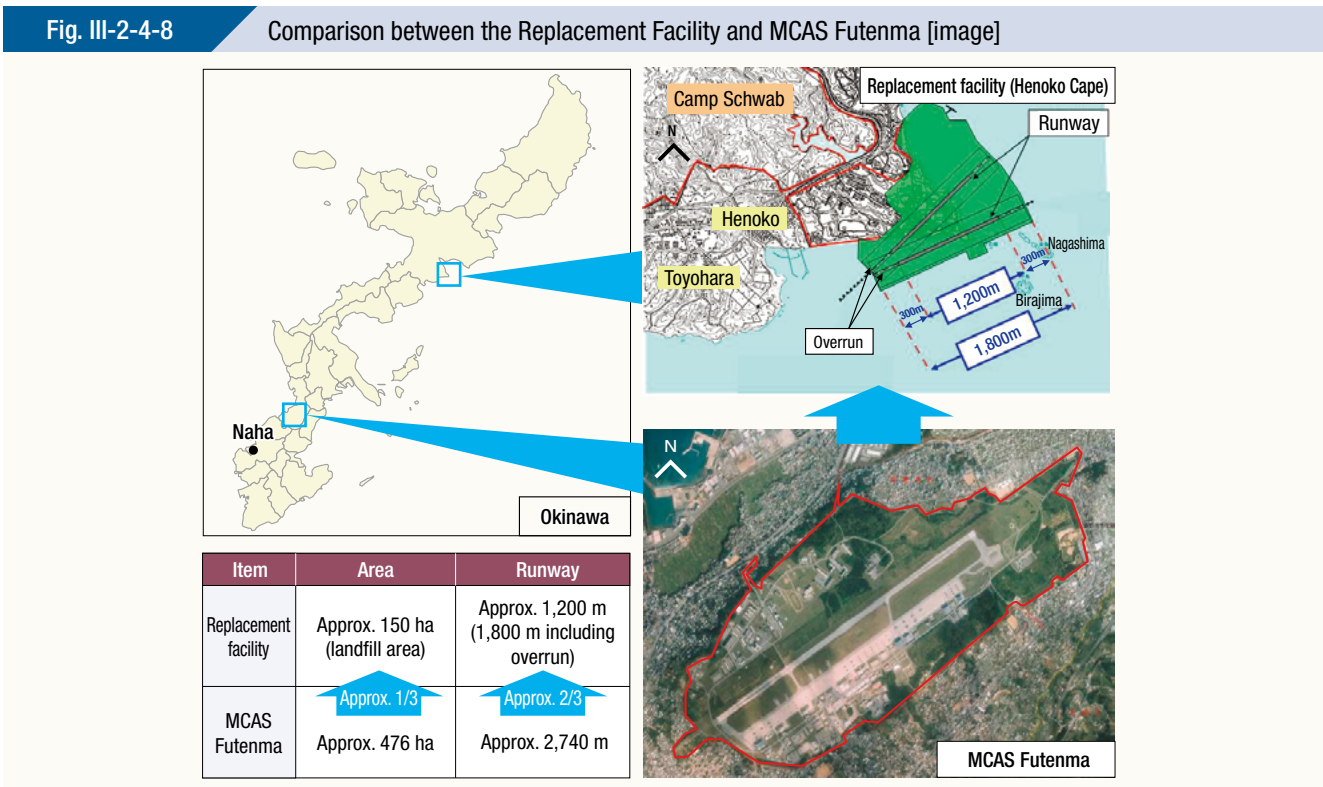 Fig. III-2-4-8
Comparison between the Replacement Facility and MCAS Futenma [image]
Naha
Okinawa
Replacement facility (Henoko Cape)
Camp Schwab
N
Runway
Henoko
Toyohara
Nagashima
300m
1,200m
Birajima
300m
1,800m
Overrun
N
MCAS Futenma
Item
Area
Runway
Replacement
facility
Approx. 150 ha
(landfill area)
Approx. 1,200 m
(1,800 m including
overrun)
Approx. 1/3
Approx. 2/3
MCAS
Futenma
Approx. 476 ha
Approx. 2,740 m